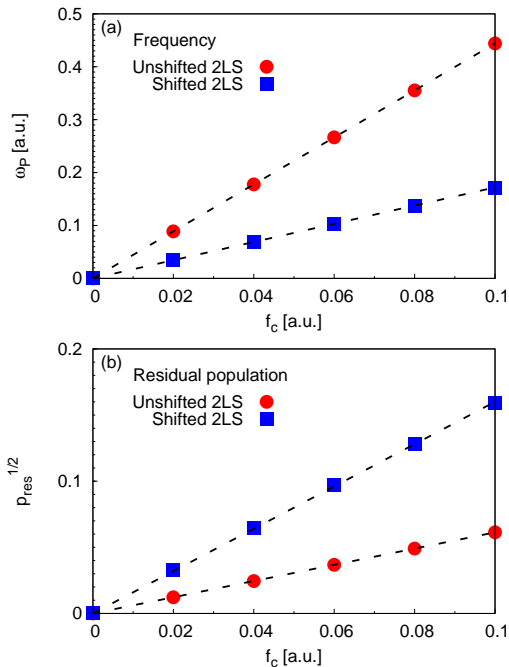 (a)
Frequency
Unshifted 2LS
Shifted 2LS
ω_P [a.u.]
0.5
0.4
0.3
0.2
0.1
0
0 0.02 0.04 0.06 0.08 0.1
f_c [a.u.]
(b)
Residual population
Unshifted 2LS
Shifted 2LS
p_res^1/2
0.2
0.1
0
0 0.02 0.04 0.06 0.08 0.1
f_c [a.u.]